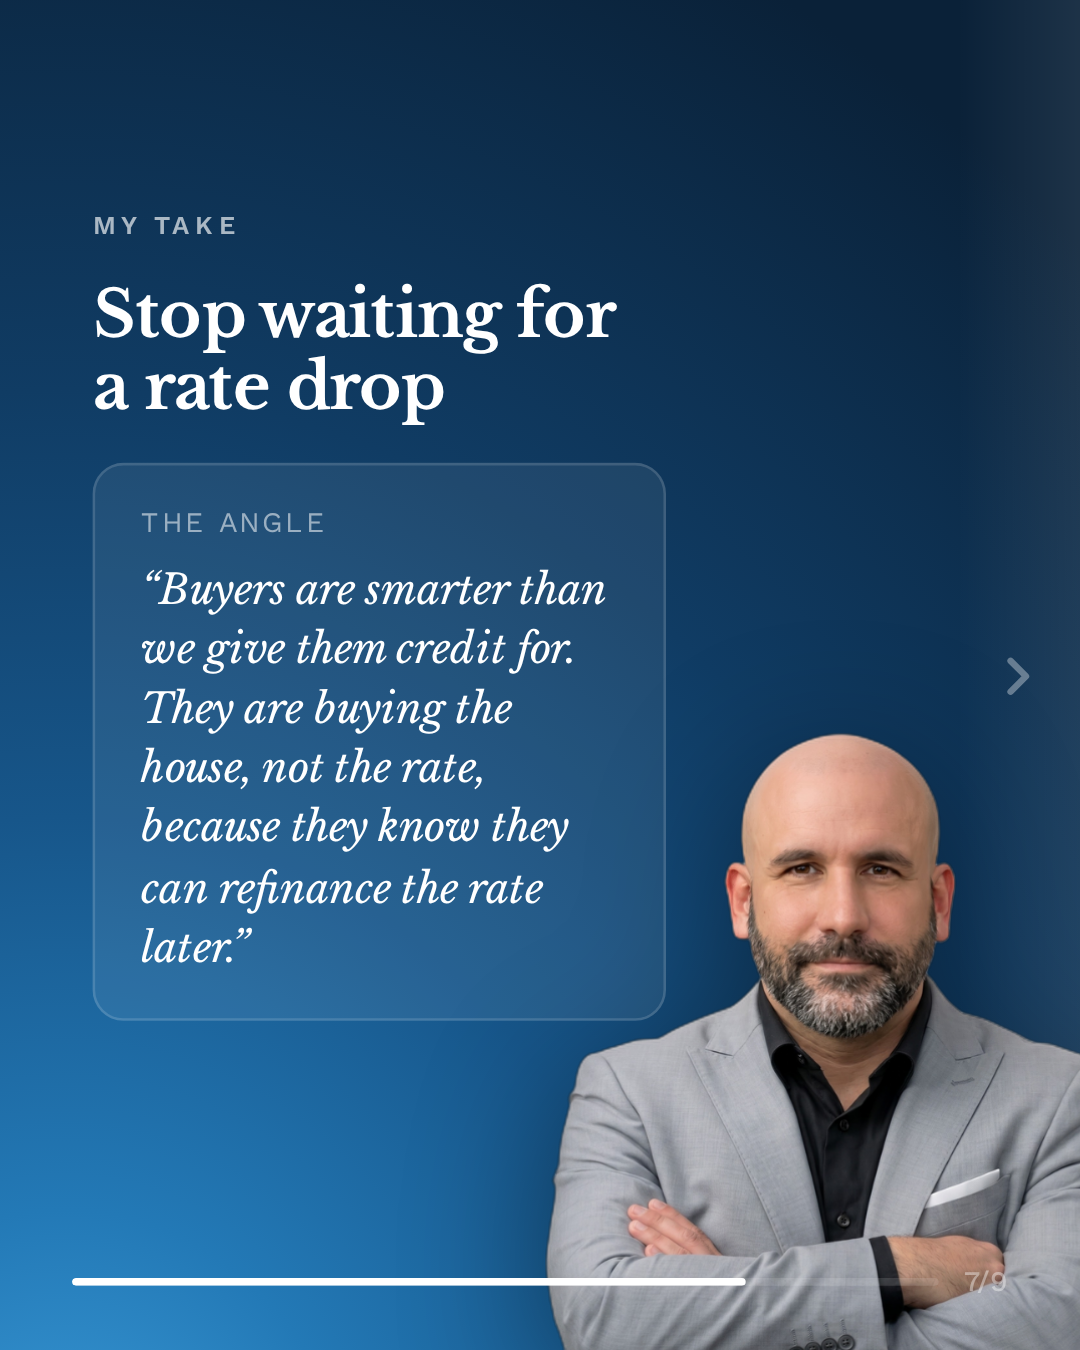 MY TAKE
Stop waiting for
a rate drop
THE ANGLE
“Buyers are smarter than
we give them credit for.
They are buying the
house, not the rate,
because they know they
can refinance the rate
later.”
7/9